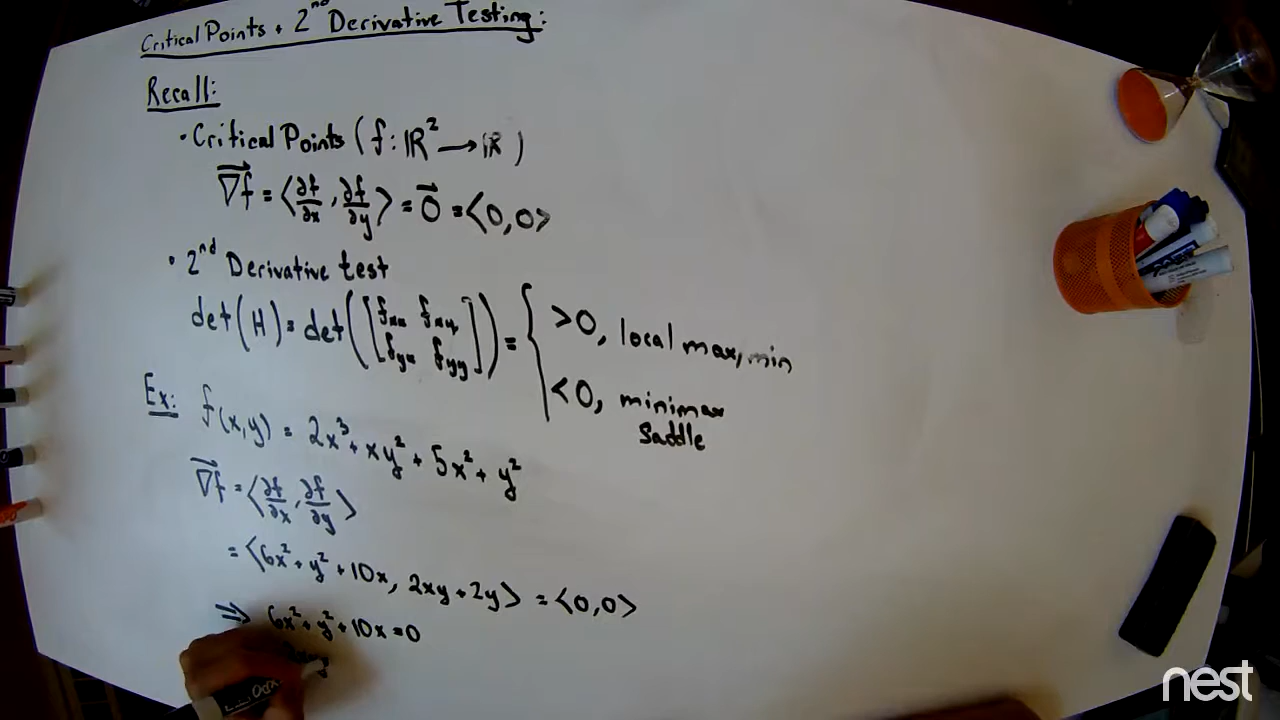 Critical Points + 2nd Derivative Testing:
Recall:
• Critical Points (f: ℝ² → ℝ)
∇f = ⟨∂f/∂x, ∂f/∂y⟩ = 0⃗ = ⟨0,0⟩
• 2nd Derivative test
det(H) = det([fxx fxy
fyx fyy]) = { >0, local max, min
<0, minimax
Saddle
Ex: f(x,y) = 2x³ + xy² + 5x² + y²
∇f = ⟨∂f/∂x, ∂f/∂y⟩
= ⟨6x² + y² + 10x, 2xy + 2y⟩ = ⟨0,0⟩
⇒ 6x² + y² + 10x = 0
nest